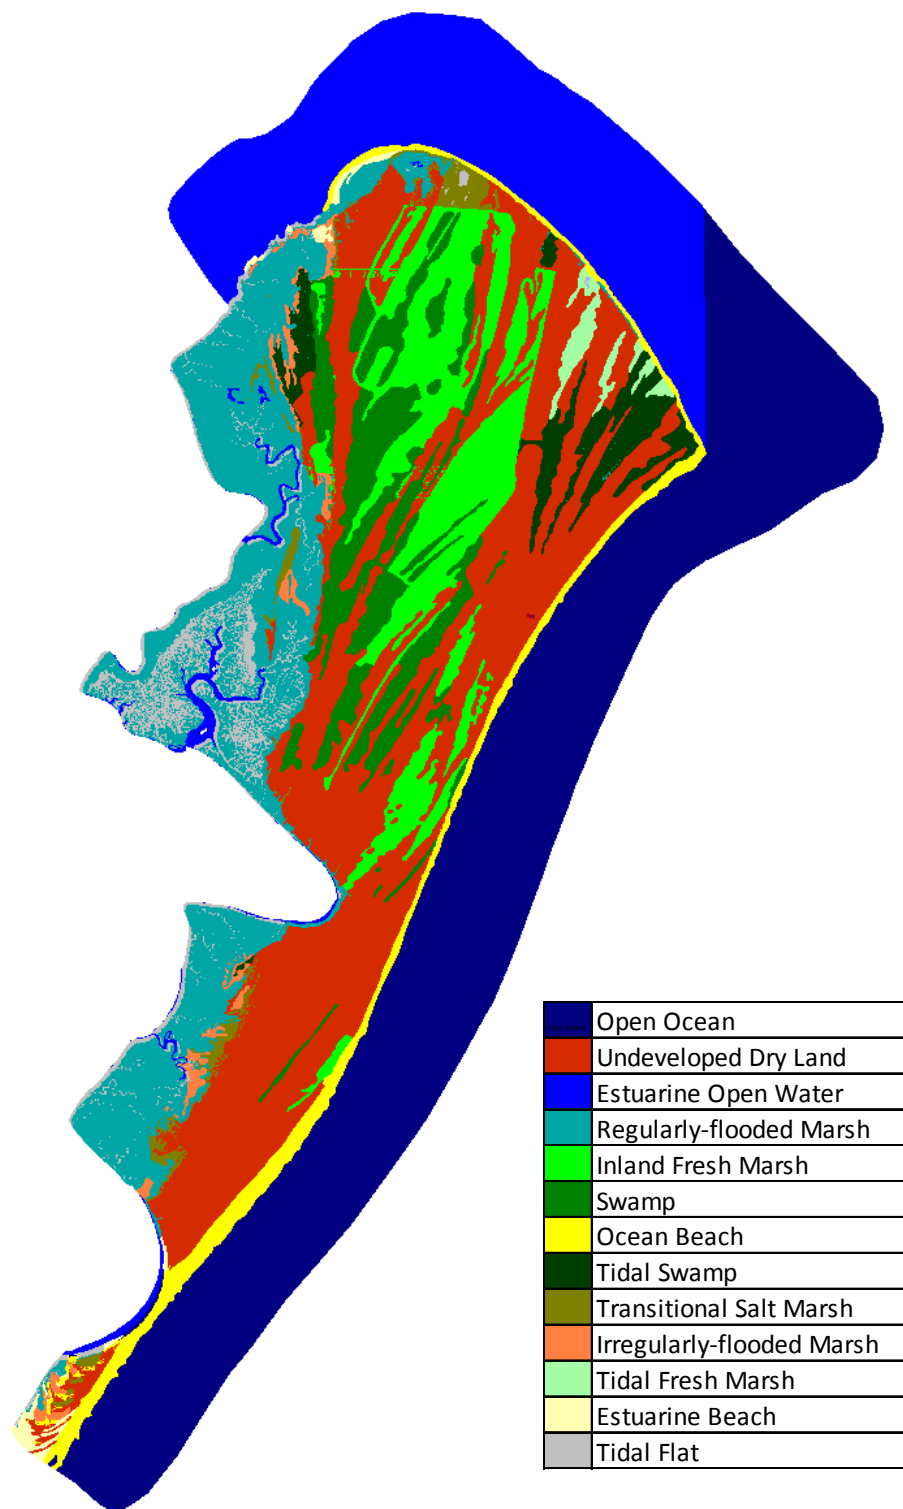 Open Ocean
Undeveloped Dry Land
Estuarine Open Water
Regularly-flooded Marsh
Inland Fresh Marsh
Swamp
Ocean Beach
Tidal Swamp
Transitional Salt Marsh
Irregularly-flooded Marsh
Tidal Fresh Marsh
Estuarine Beach
Tidal Flat